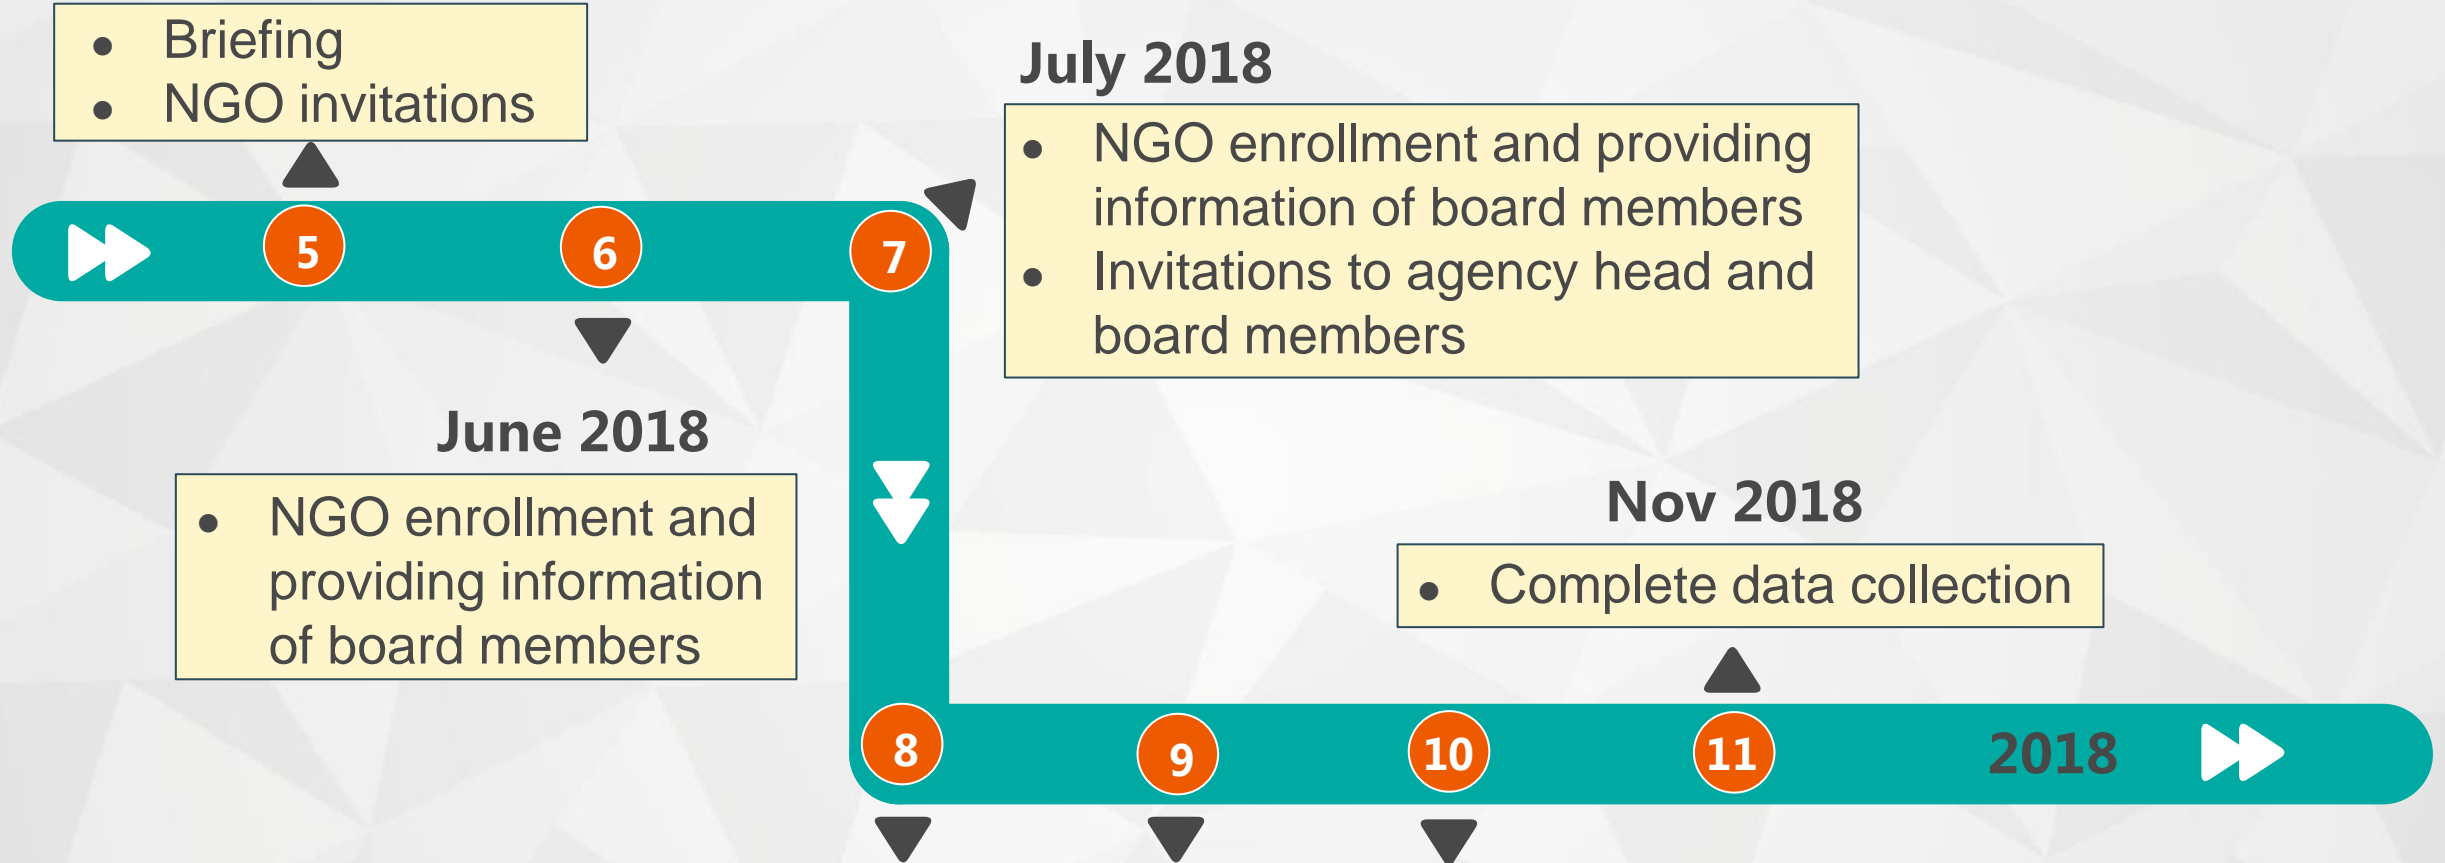 ● Briefing
● NGO invitations
July 2018
● NGO enrollment and providing
information of board members
● Invitations to agency head and
board members
5
6
7
June 2018
● NGO enrollment and
providing information
of board members
Nov 2018
● Complete data collection
8
9
10
11
2018